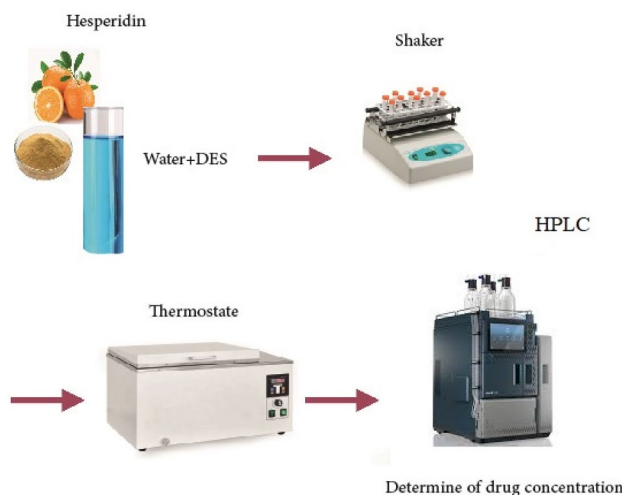 Hesperidin
Shaker
Water+DES
HPLC
Thermostate
Determine of drug concentration